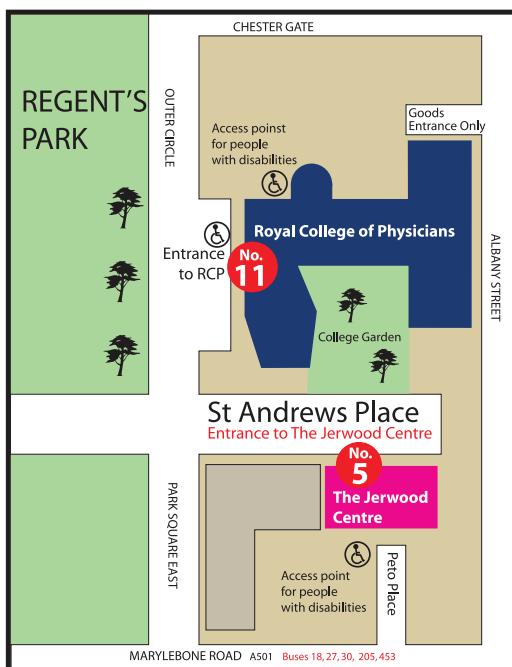 CHESTER GATE
REGENT'S
PARK
OUTER CIRCLE
Goods
Entrance Only
Access poinst
for people
with disabilities
Royal College of Physicians
ALBANY STREET
Entrance
to RCP
No.
11
College Garden
St Andrews Place
Entrance to The Jerwood Centre
No.
5
The Jerwood
Centre
PARK SQUARE EAST
Access point
for people
with disabilities
Peto Place
MARYLEBONE ROAD A501 Buses 18, 27, 30, 205, 453